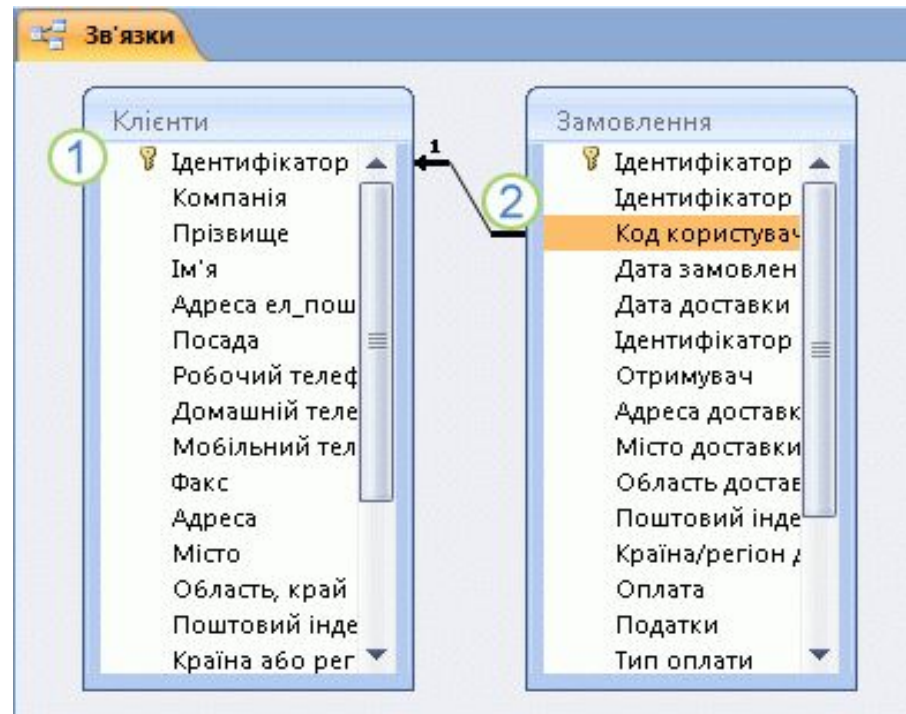 Зв'язки
Клієнти
1
Ідентифікатор
Компанія
Прізвище
Ім'я
Адреса ел_пош
Посада
Робочий телеф
Домашній теле
Мобільний тел
Факс
Адреса
Місто
Область, край
Поштовий інде
Країна або рег
1
2
Замовлення
Ідентифікатор
Ідентифікатор
Код користувач
Дата замовлен
Дата доставки
Ідентифікатор
Отримувач
Адреса доставк
Місто доставки
Область достав
Поштовий інде
Країна/регіон д
Оплата
Податки
Тип оплати